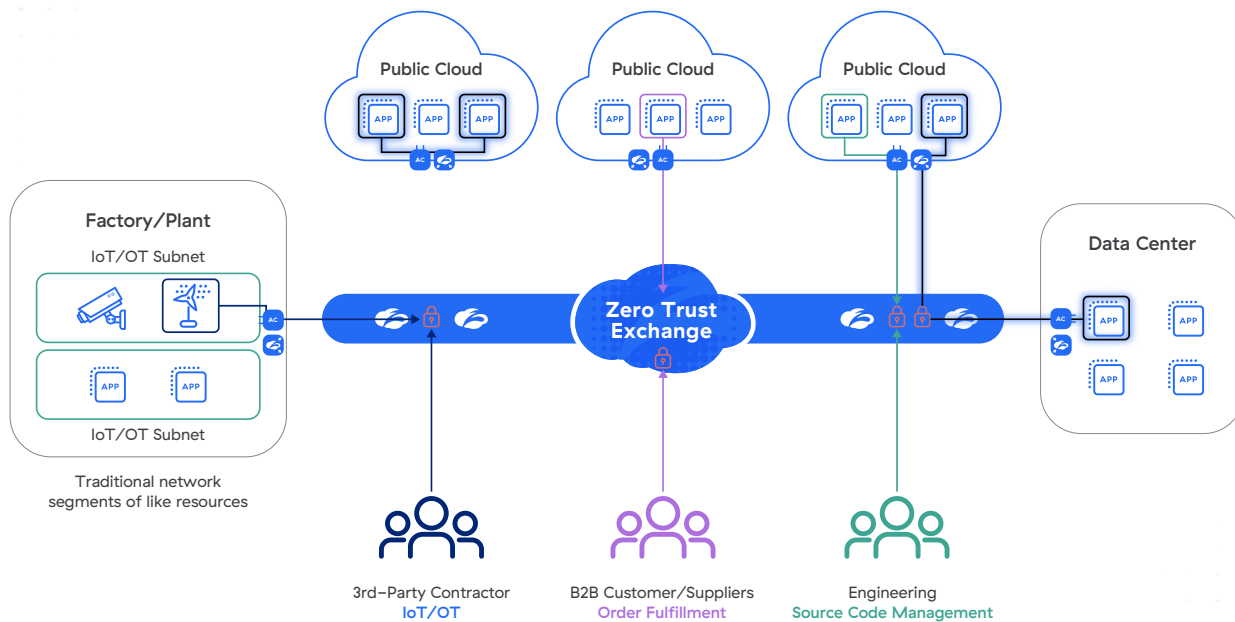 Public Cloud
APP
APP
APP
AC
Public Cloud
APP
APP
APP
AC
Public Cloud
APP
APP
APP
AC
Factory/Plant
IoT/OT Subnet
AC
APP
APP
IoT/OT Subnet
Traditional network
segments of like resources
Zero Trust
Exchange
Data Center
AC
APP
APP
APP
APP
3rd-Party Contractor
IoT/OT
B2B Customer/Suppliers
Order Fulfillment
Engineering
Source Code Management